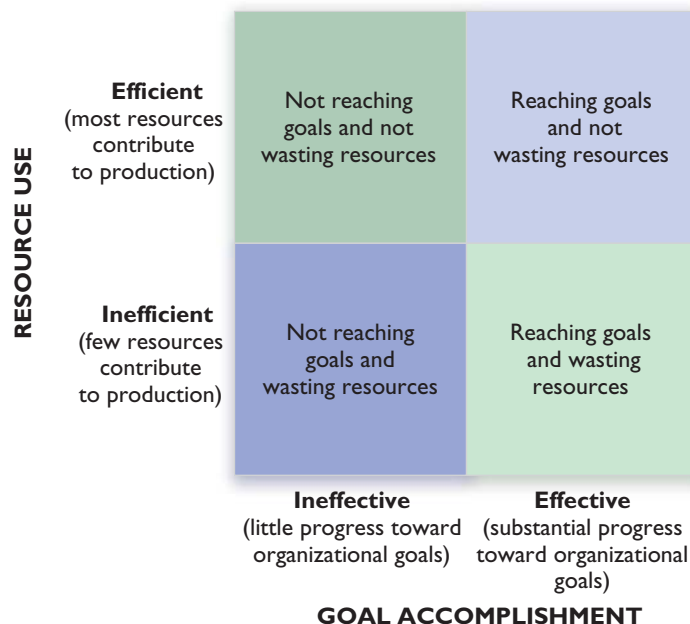 RESOURCE USE
Efficient
(most resources
contribute
to production)
Not reaching
goals and not
wasting resources
Reaching goals
and not
wasting resources
Inefficient
(few resources
contribute
to production)
Not reaching
goals and
wasting resources
Reaching goals
and wasting
resources
Ineffective
(little progress toward
organizational goals)
Effective
(substantial progress
toward organizational
goals)
GOAL ACCOMPLISHMENT